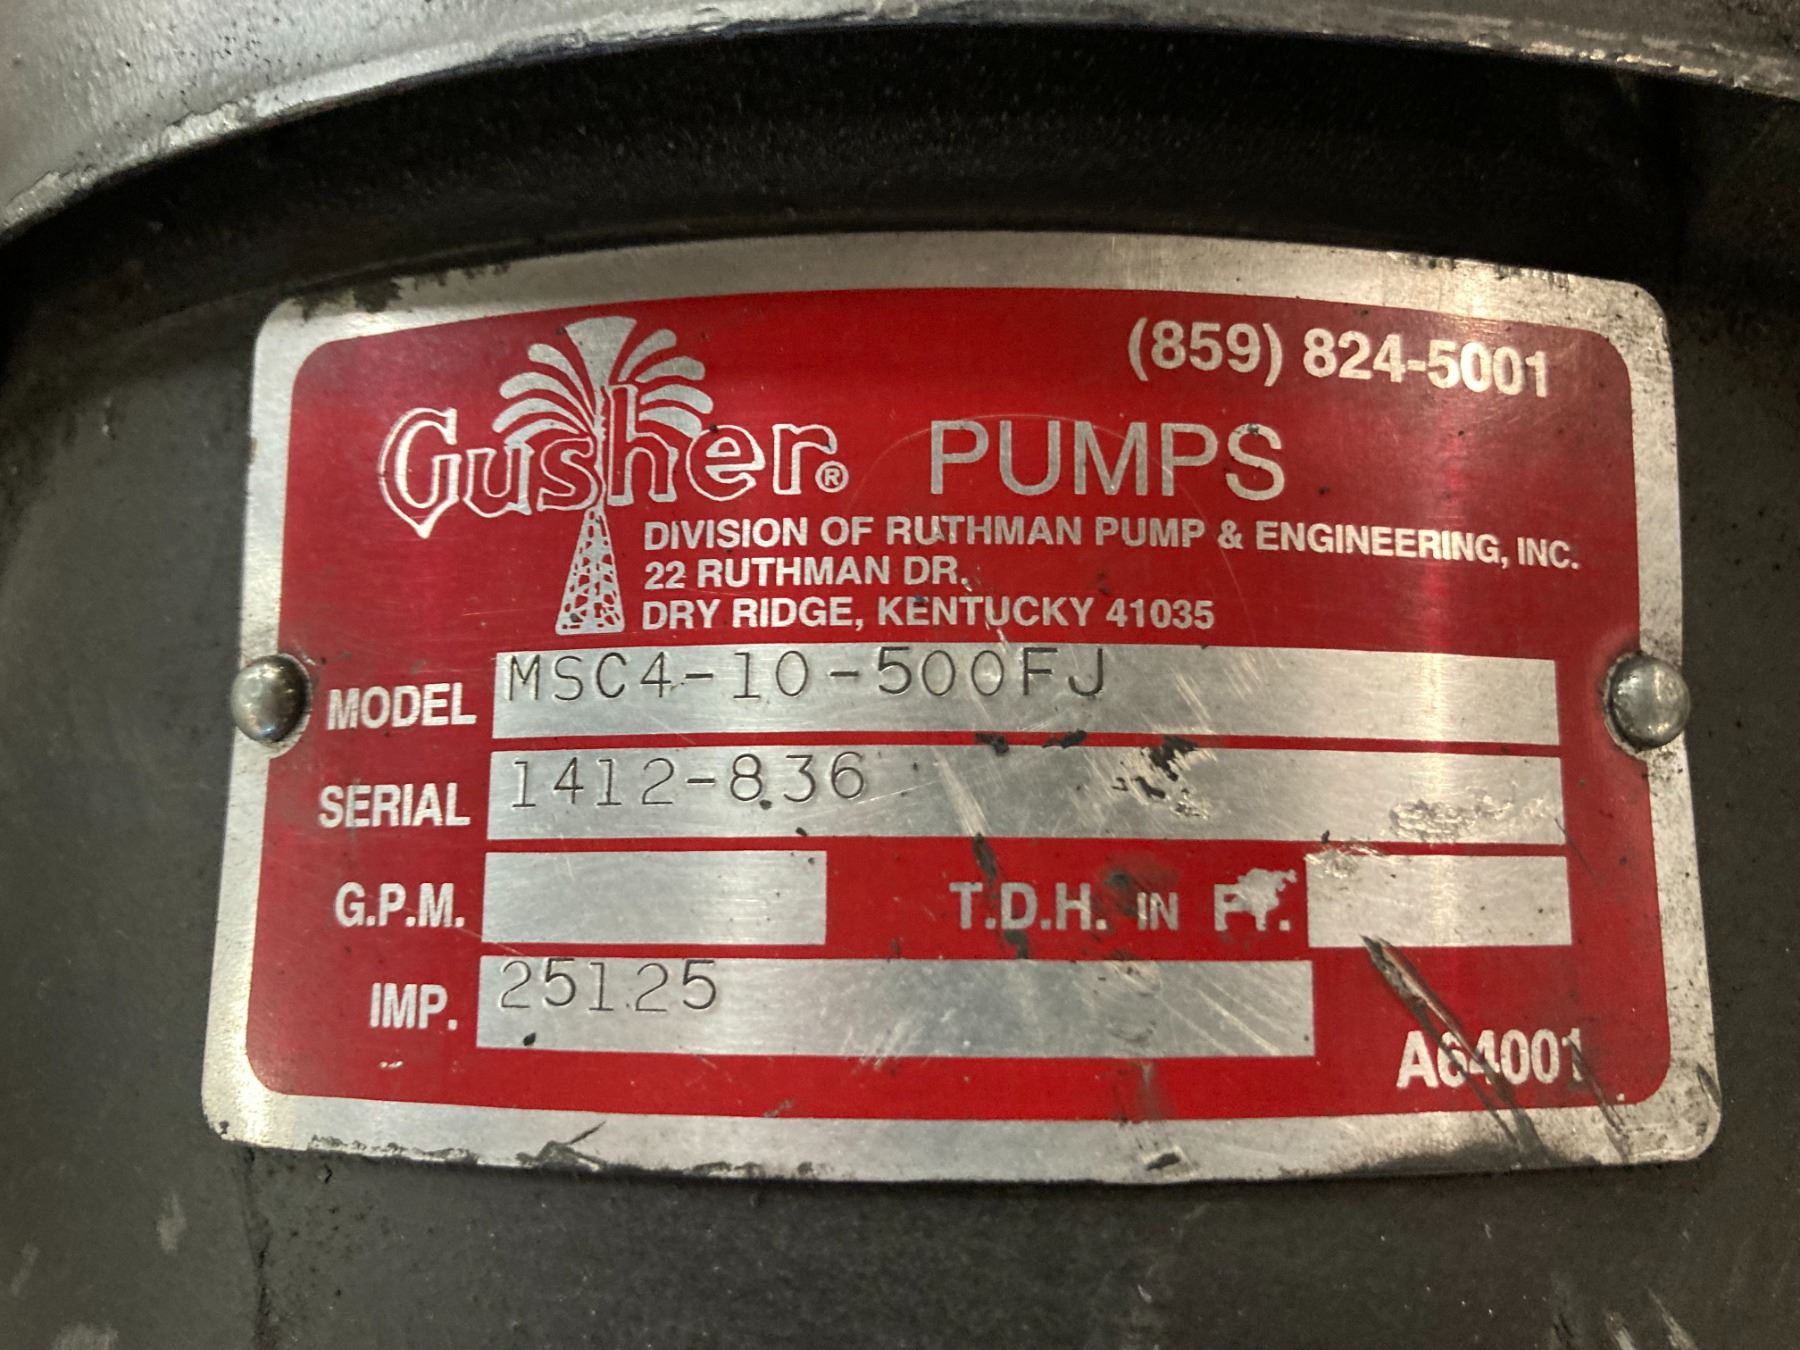 (859) 824-5001
Gusher® PUMPS
DIVISION OF RUTHMAN PUMP & ENGINEERING, INC.
22 RUTHMAN DR.
DRY RIDGE, KENTUCKY 41035
MODEL MSC4-10-500FJ
SERIAL 1412-836
G.P.M. T.D.H. IN FT.
IMP. 25125
A64001